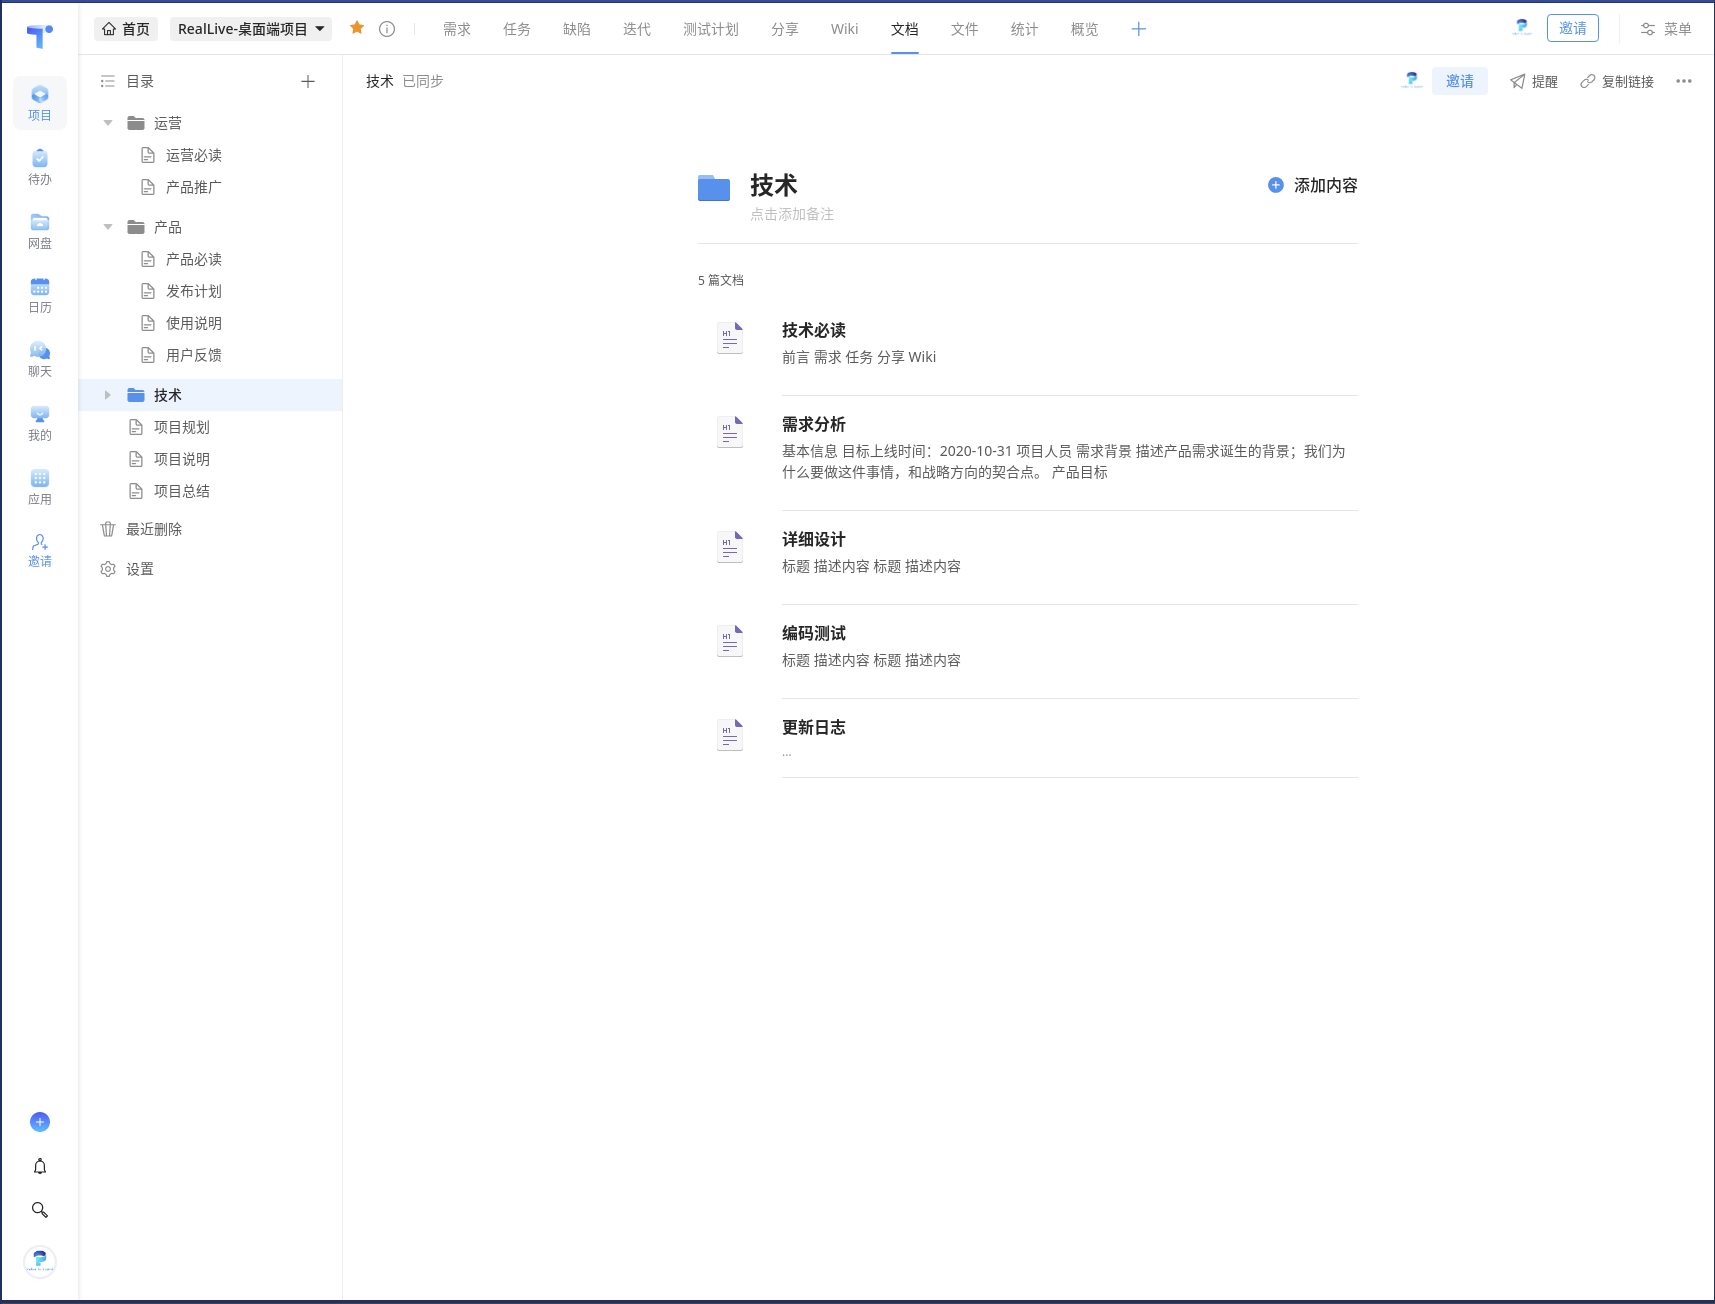 首页
RealLive-桌面端项目
需求
任务
缺陷
迭代
测试计划
分享
Wiki
文档
文件
统计
概览
邀请
菜单
项目
待办
网盘
日历
聊天
我的
应用
邀请
目录
运营
运营必读
产品推广
产品
产品必读
发布计划
使用说明
用户反馈
技术
项目规划
项目说明
项目总结
最近删除
设置
技术 已同步
邀请
提醒
复制链接
技术
点击添加备注
添加内容
5 篇文档
H1
技术必读
前言 需求 任务 分享 Wiki
H1
需求分析
基本信息 目标上线时间：2020-10-31 项目人员 需求背景 描述产品需求诞生的背景；我们为
什么要做这件事情，和战略方向的契合点。 产品目标
H1
详细设计
标题 描述内容 标题 描述内容
H1
编码测试
标题 描述内容 标题 描述内容
H1
更新日志
...